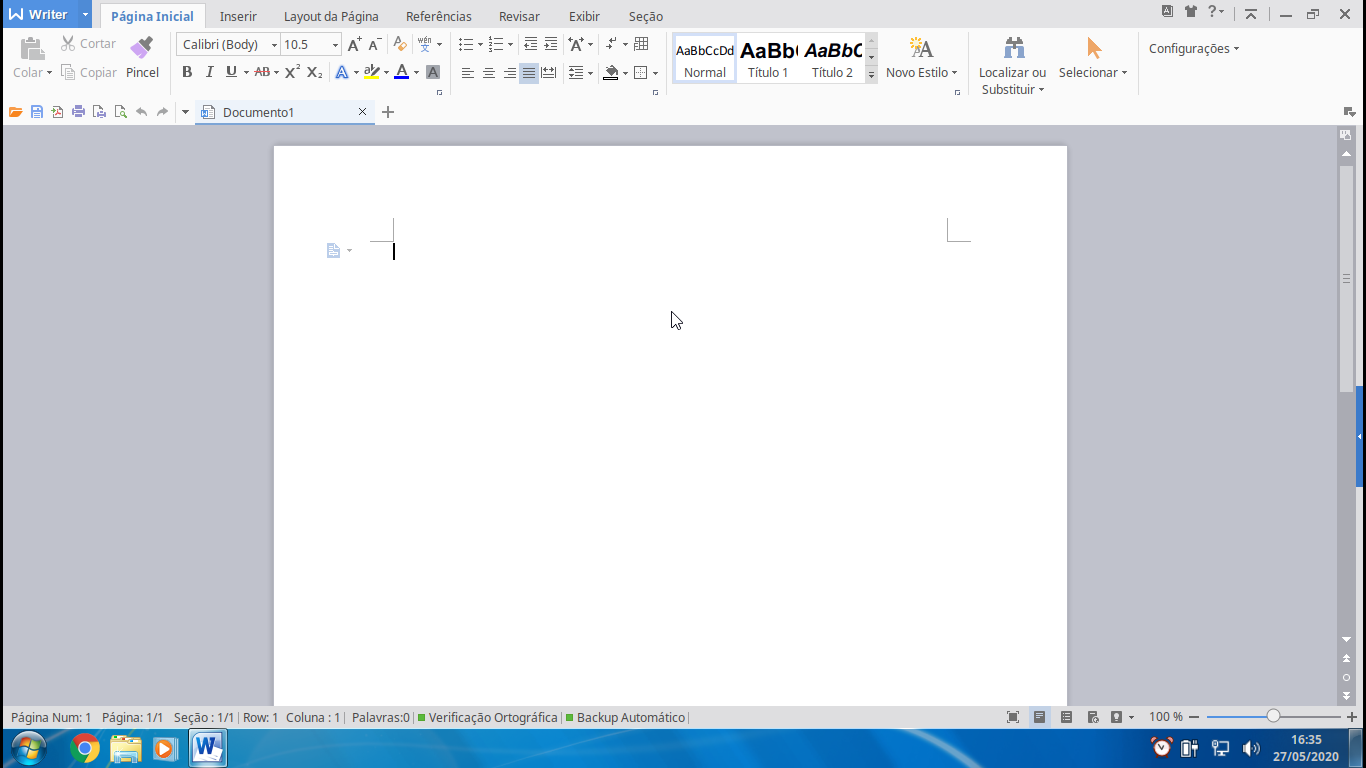 Writer
Página Inicial
Inserir
Layout da Página
Referências
Revisar
Exibir
Seção
Colar
Cortar
Copiar
Pincel
Calibri (Body)
10.5
wén
B I U AB X² X₂ A A A
AaBbCcDd
Normal
AaBb(
Título 1
AaBbC
Título 2
Novo Estilo
Localizar ou
Substituir
Selecionar
Configurações
Documento1
Página Num: 1 Página: 1/1 Seção : 1/1 Row: 1 Coluna : 1 Palavras:0 Verificação Ortográfica Backup Automático
100 %
16:35
27/05/2020